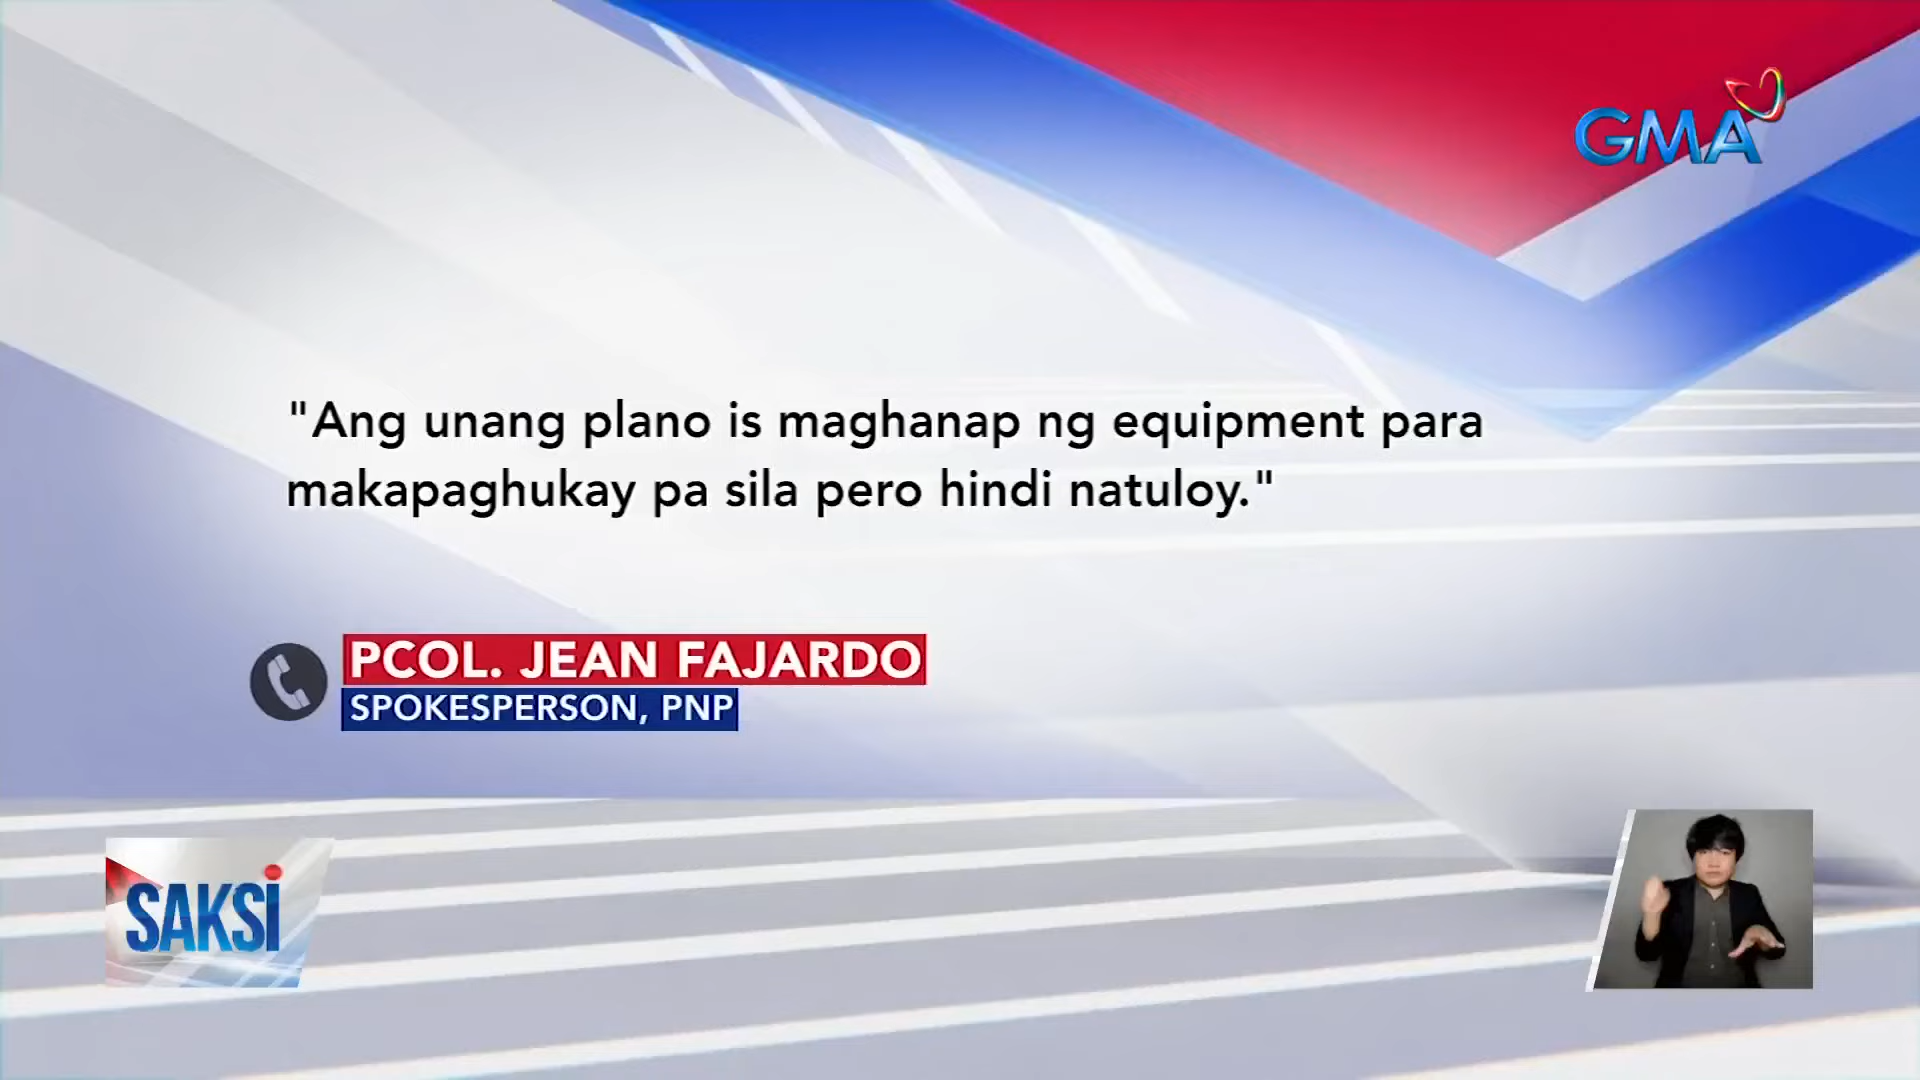 GMA
"Ang unang plano is maghanap ng equipment para
makapaghukay pa sila pero hindi natuloy."
PCOL. JEAN FAJARDO
SPOKESPERSON, PNP
SAKSI